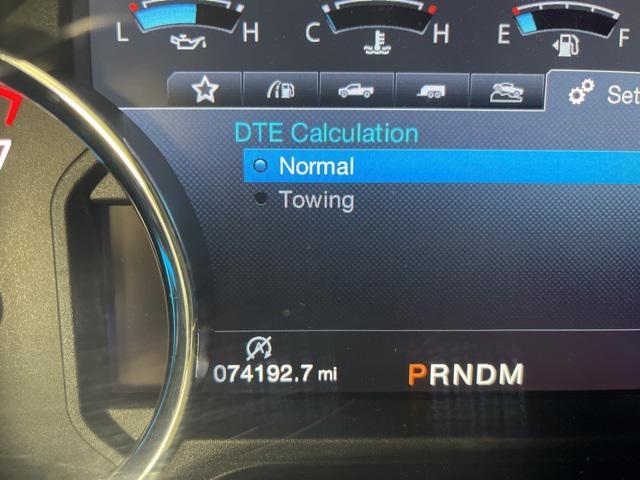 L H C H E F
Set
DTE Calculation
Normal
Towing
074192.7 mi PRNDM